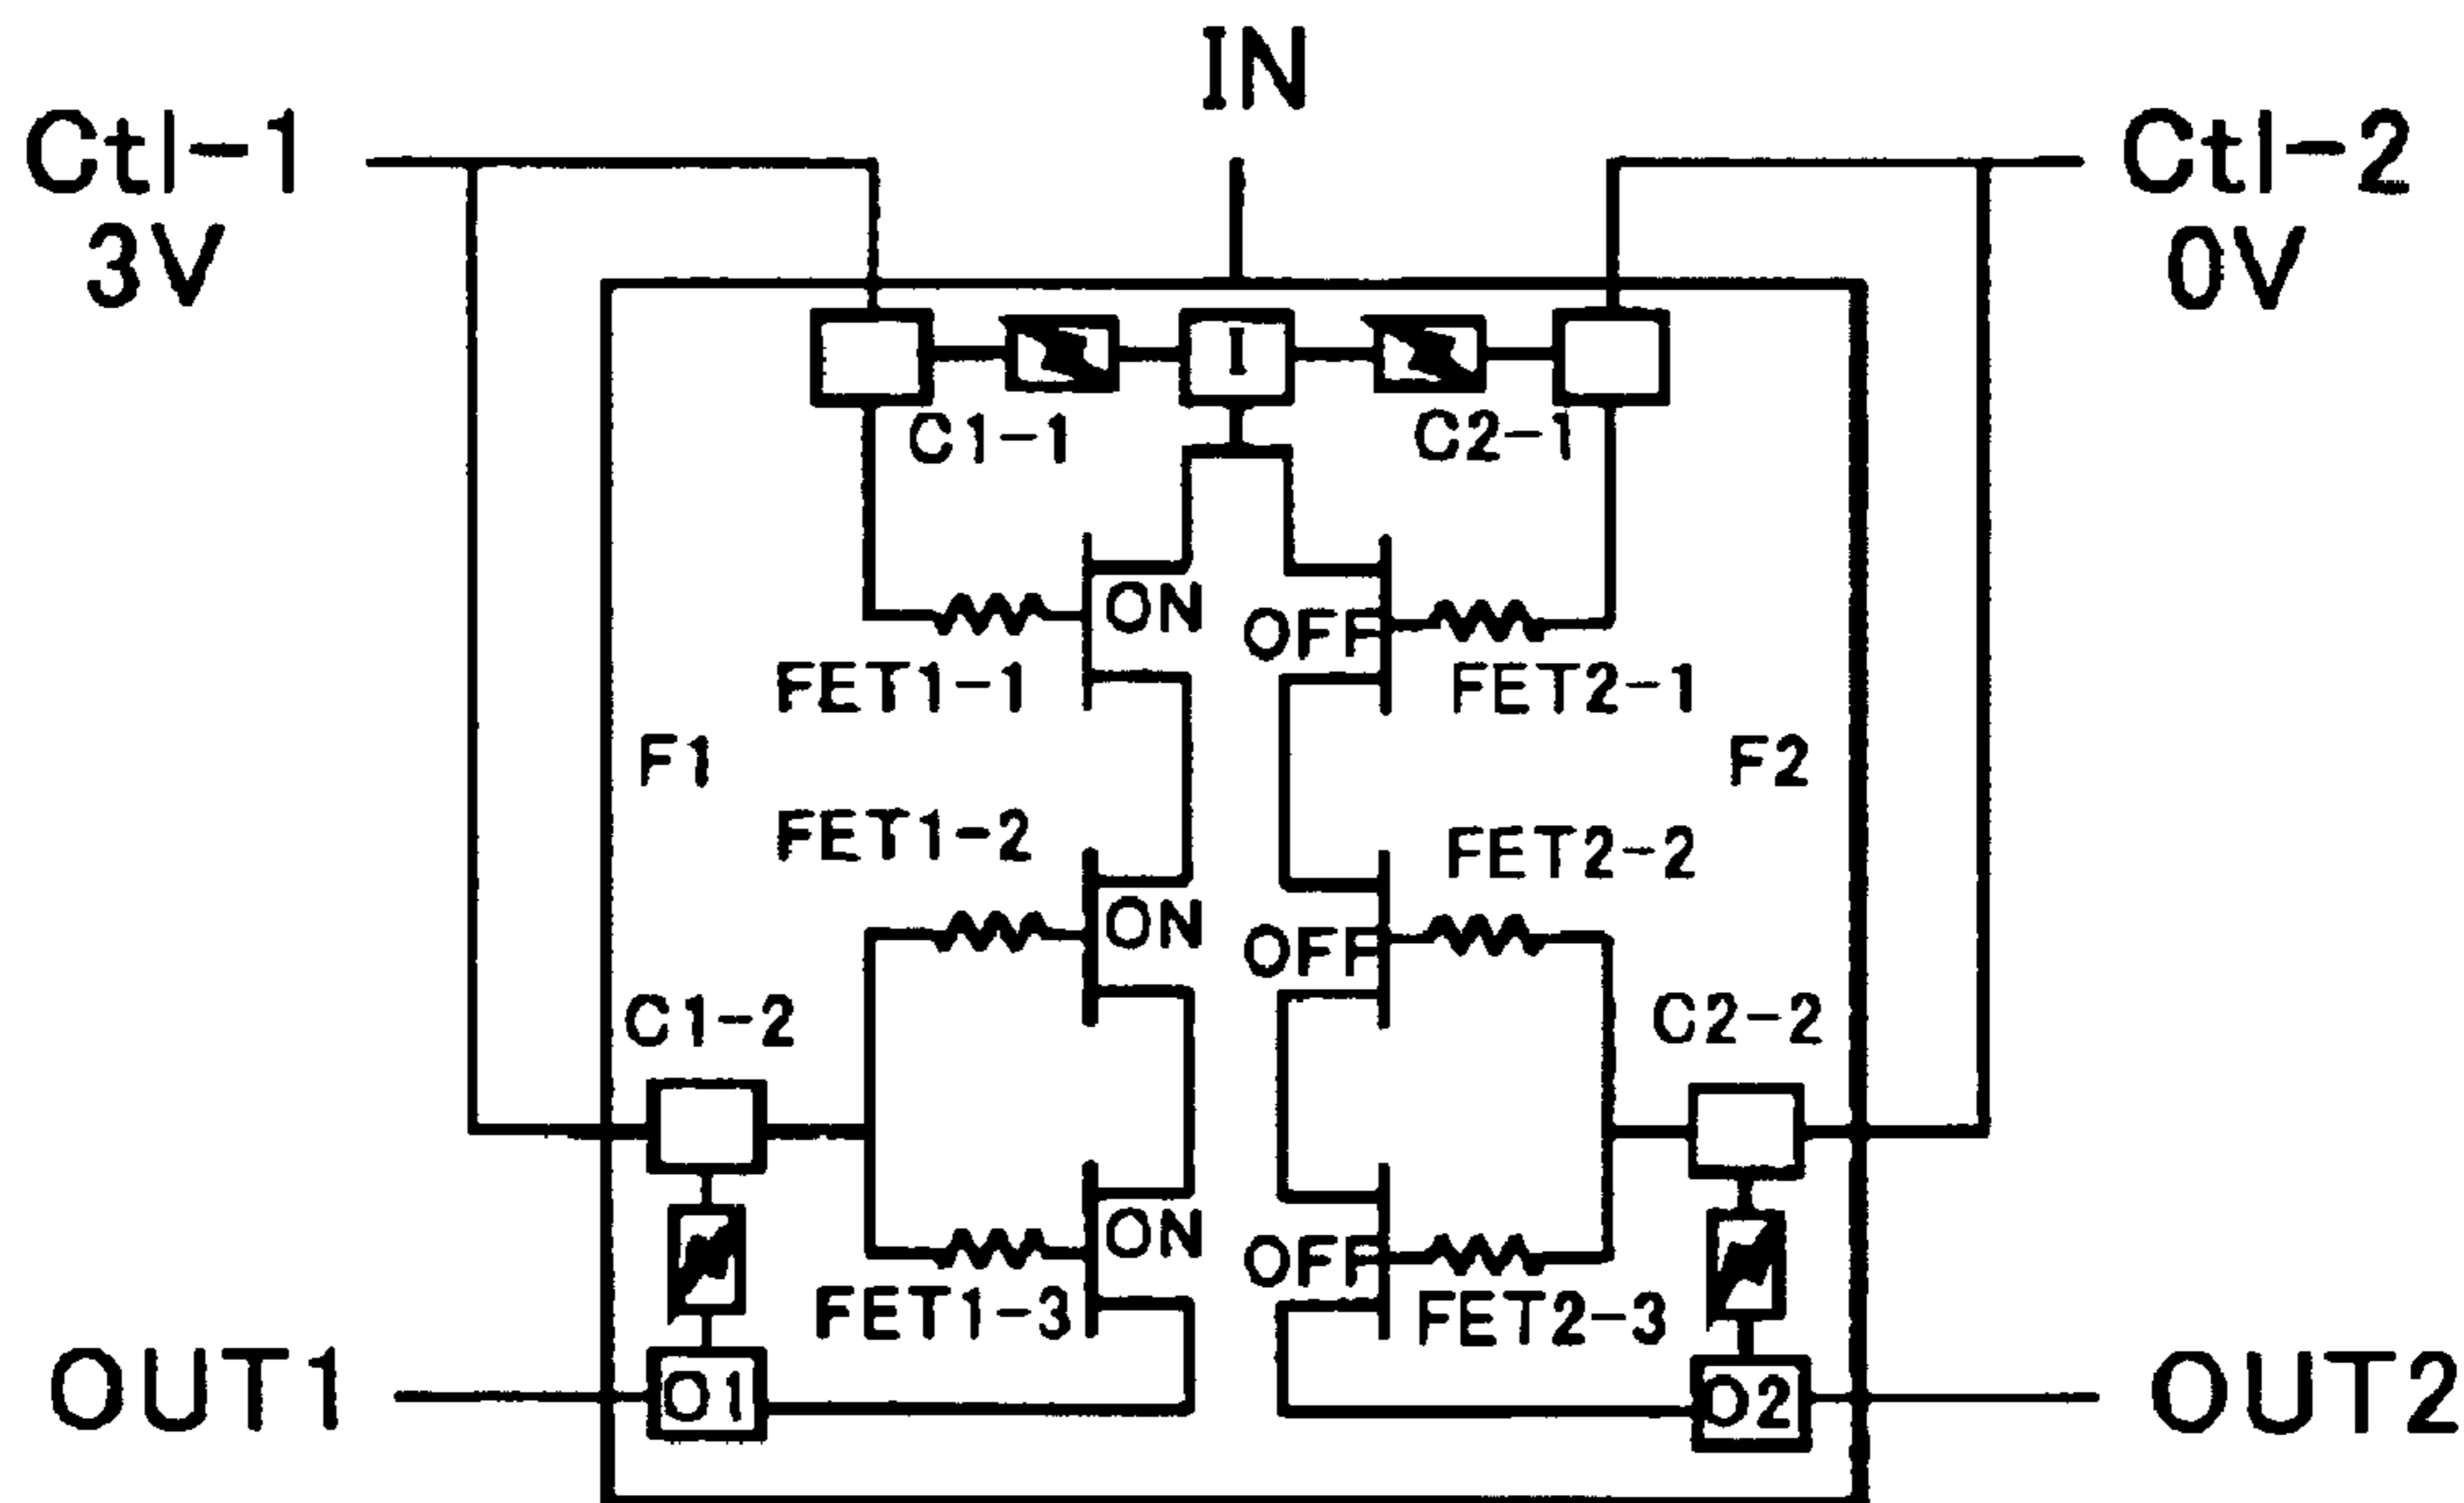 IN
Ctl-1
3V
Ctl-2
0V
I
C1-1
C2-1
ON
OFF
FET1-1
FET2-1
F1
F2
FET1-2
FET2-2
ON
OFF
C1-2
C2-2
ON
OFF
FET1-3
FET2-3
OUT1
O1
O2
OUT2